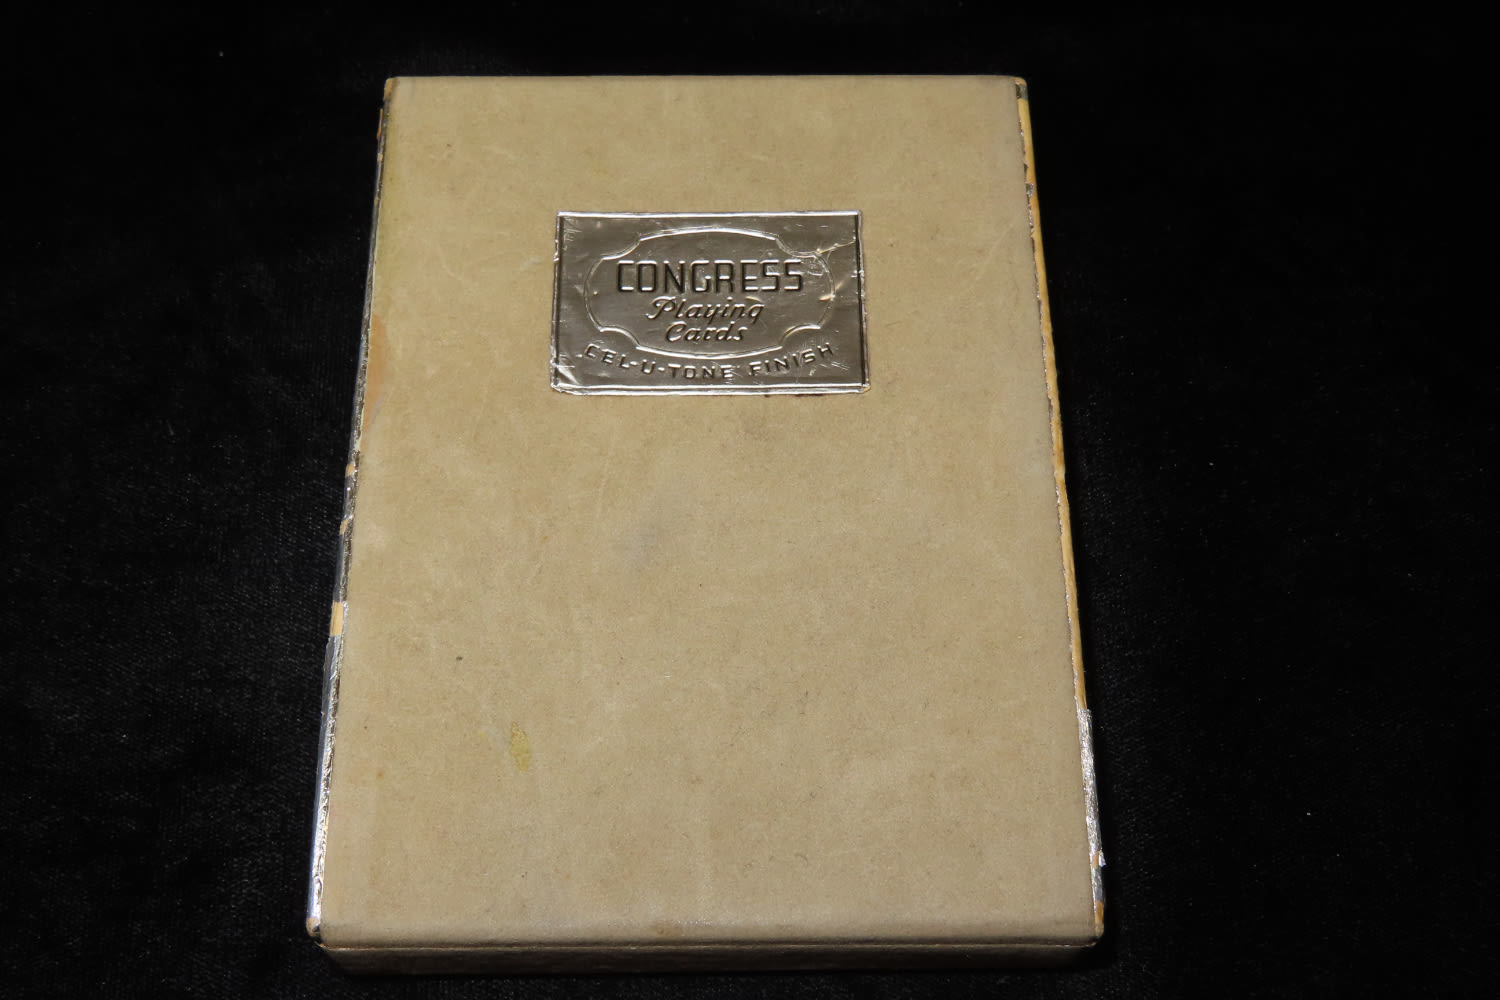 CONGRESS
Playing
Cards
CEL-U-TONE FINISH